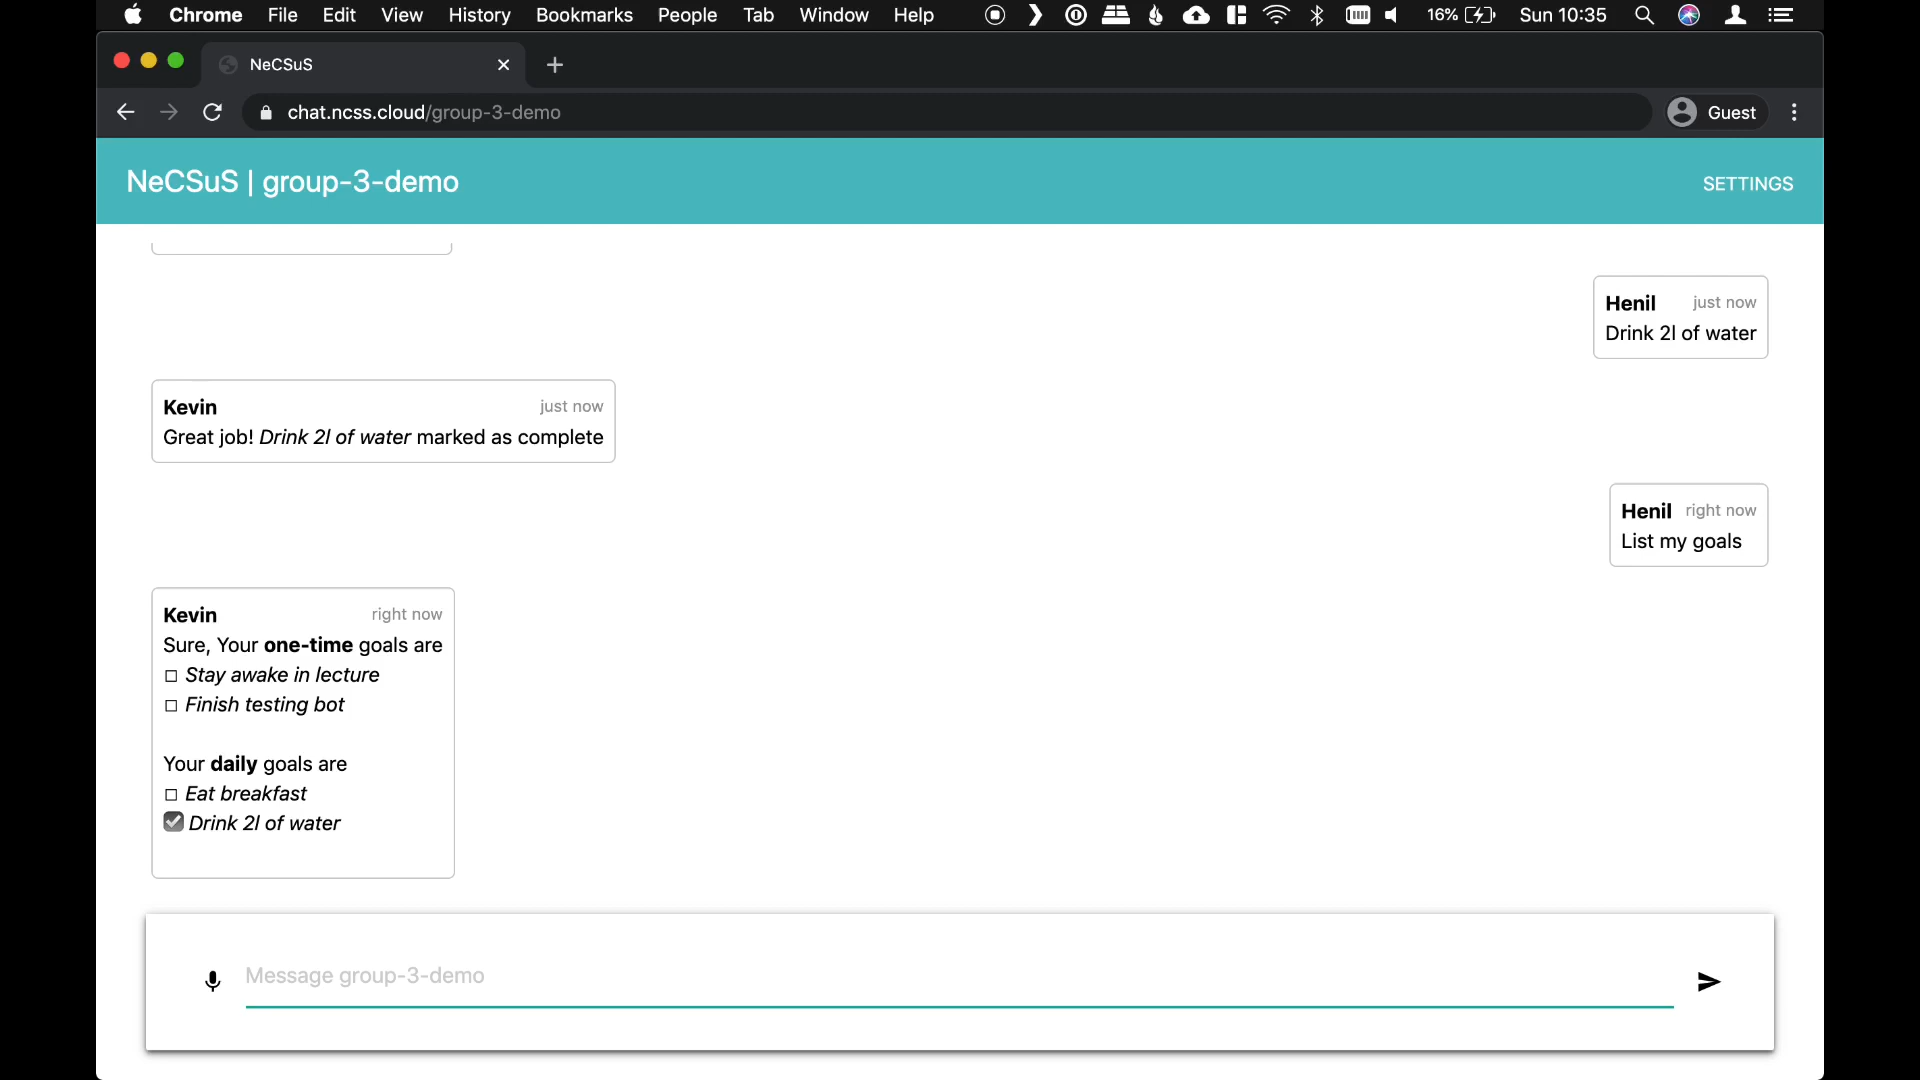 Chrome File Edit View History Bookmarks People Tab Window Help 16% Sun 10:35
NeCSuS
chat.ncss.cloud/group-3-demo Guest
NeCSuS | group-3-demo SETTINGS
Henil just now
Drink 2l of water
Kevin just now
Great job! Drink 2l of water marked as complete
Henil right now
List my goals
Kevin right now
Sure, Your one-time goals are
☐ Stay awake in lecture
☐ Finish testing bot
Your daily goals are
☐ Eat breakfast
☑ Drink 2l of water
Message group-3-demo